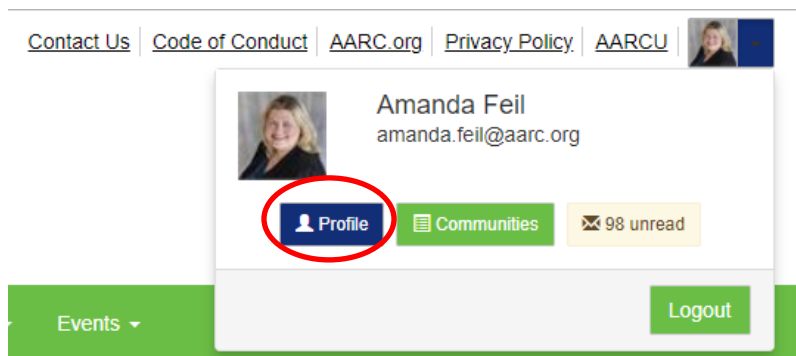 Contact Us Code of Conduct AARC.org Privacy Policy AARCU
Amanda Feil
amanda.feil@aarc.org
Profile Communities 98 unread
Logout
Events